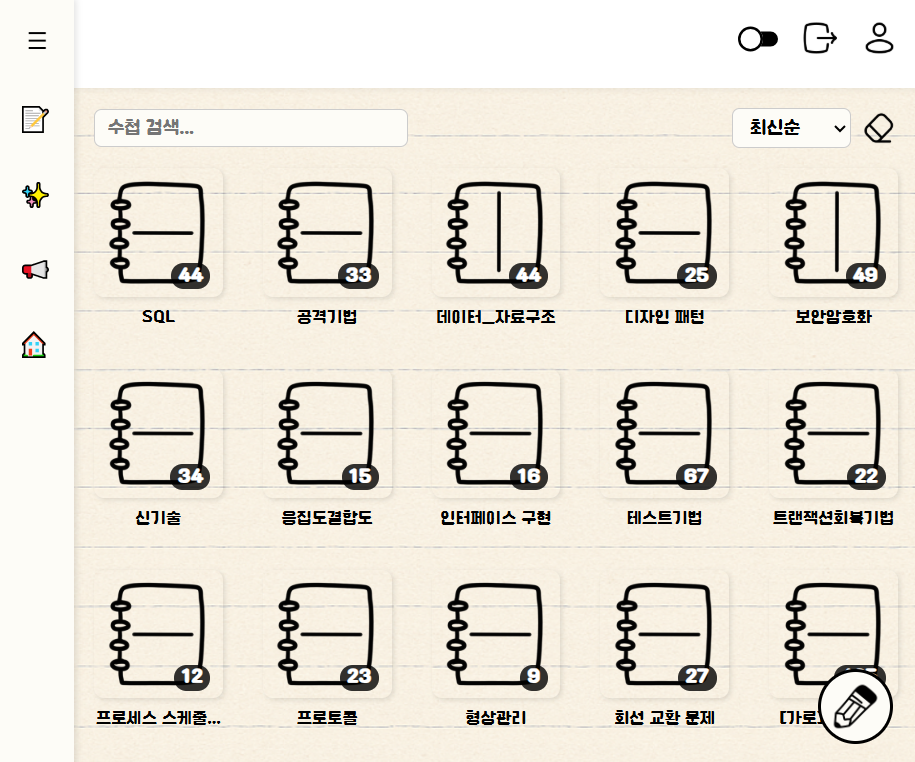 수첩 검색...
최신순
44
33
44
25
49
SQL
공격기법
데이터_자료구조
디자인 패턴
보안암호화
34
15
16
67
22
신기술
응집도결합도
인터페이스 구현
테스트기법
트랜잭션회복기법
12
23
9
27
프로세스 스케줄...
프로토콜
형상관리
회선 교환 문제